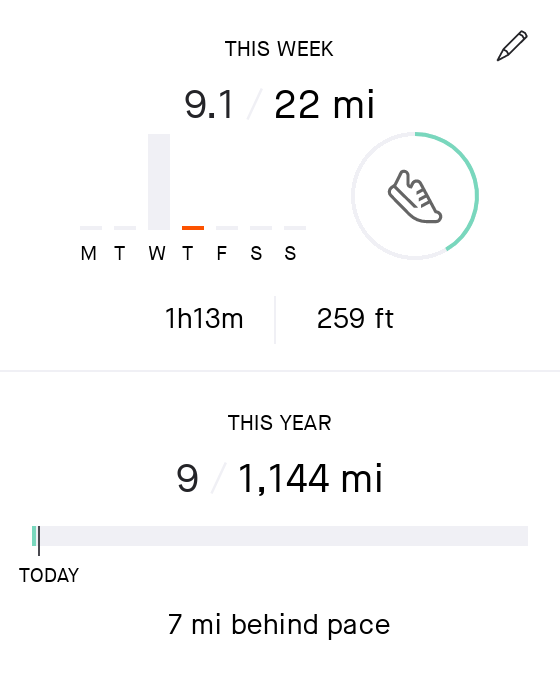 THIS WEEK
9.1 / 22 mi
M T W T F S S
1h13m 259 ft
THIS YEAR
9 / 1,144 mi
TODAY
7 mi behind pace